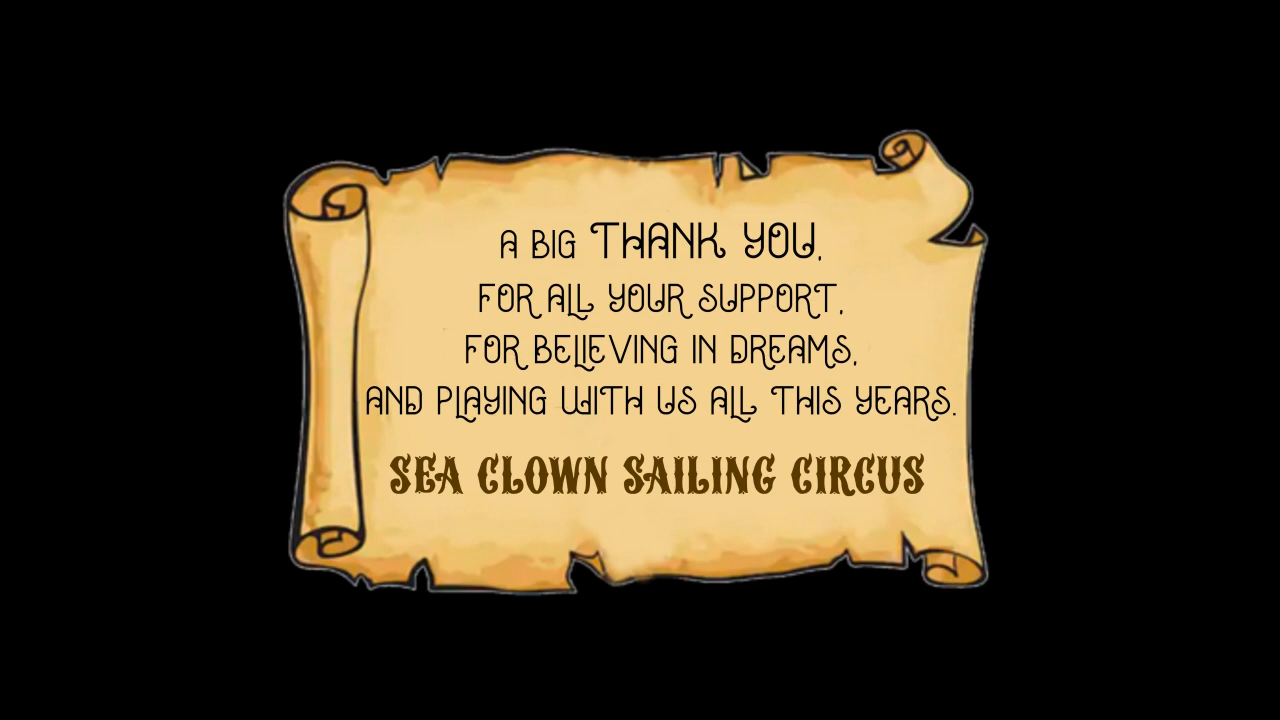 A BIG THANK YOU,
FOR ALL YOUR SUPPORT,
FOR BELIEVING IN DREAMS,
AND PLAYING WITH US ALL THIS YEARS.
SEA CLOWN SAILING CIRCUS